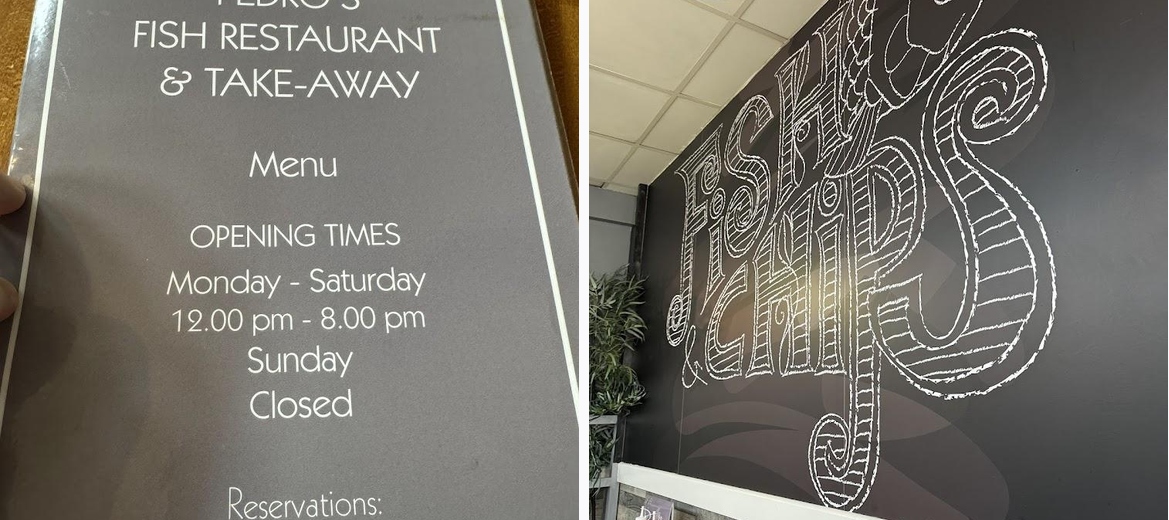 PEDRO'S
FISH RESTAURANT
& TAKE-AWAY
Menu
OPENING TIMES
Monday - Saturday
12.00 pm - 8.00 pm
Sunday
Closed
Reservations:
FISH
& CHIPS